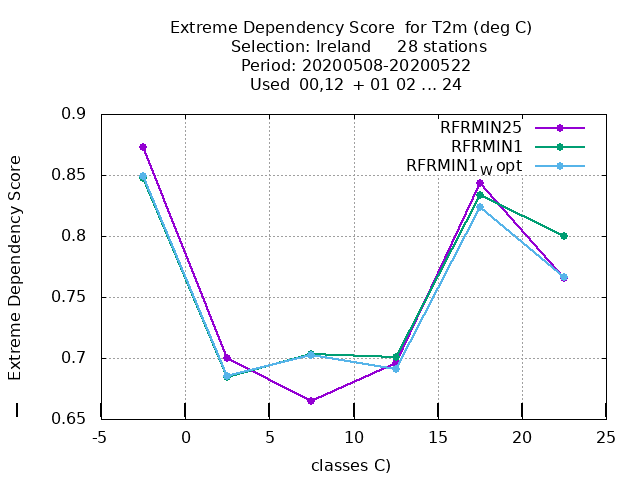 Extreme Dependency Score for T2m (deg C)
Selection: Ireland 28 stations
Period: 20200508-20200522
Used 00,12 + 01 02 ... 24
RFRMIN25
RFRMIN1
RFRMIN1w opt
Extreme Dependency Score
0.9
0.85
0.8
0.75
0.7
0.65
-5 0 5 10 15 20 25
classes C)